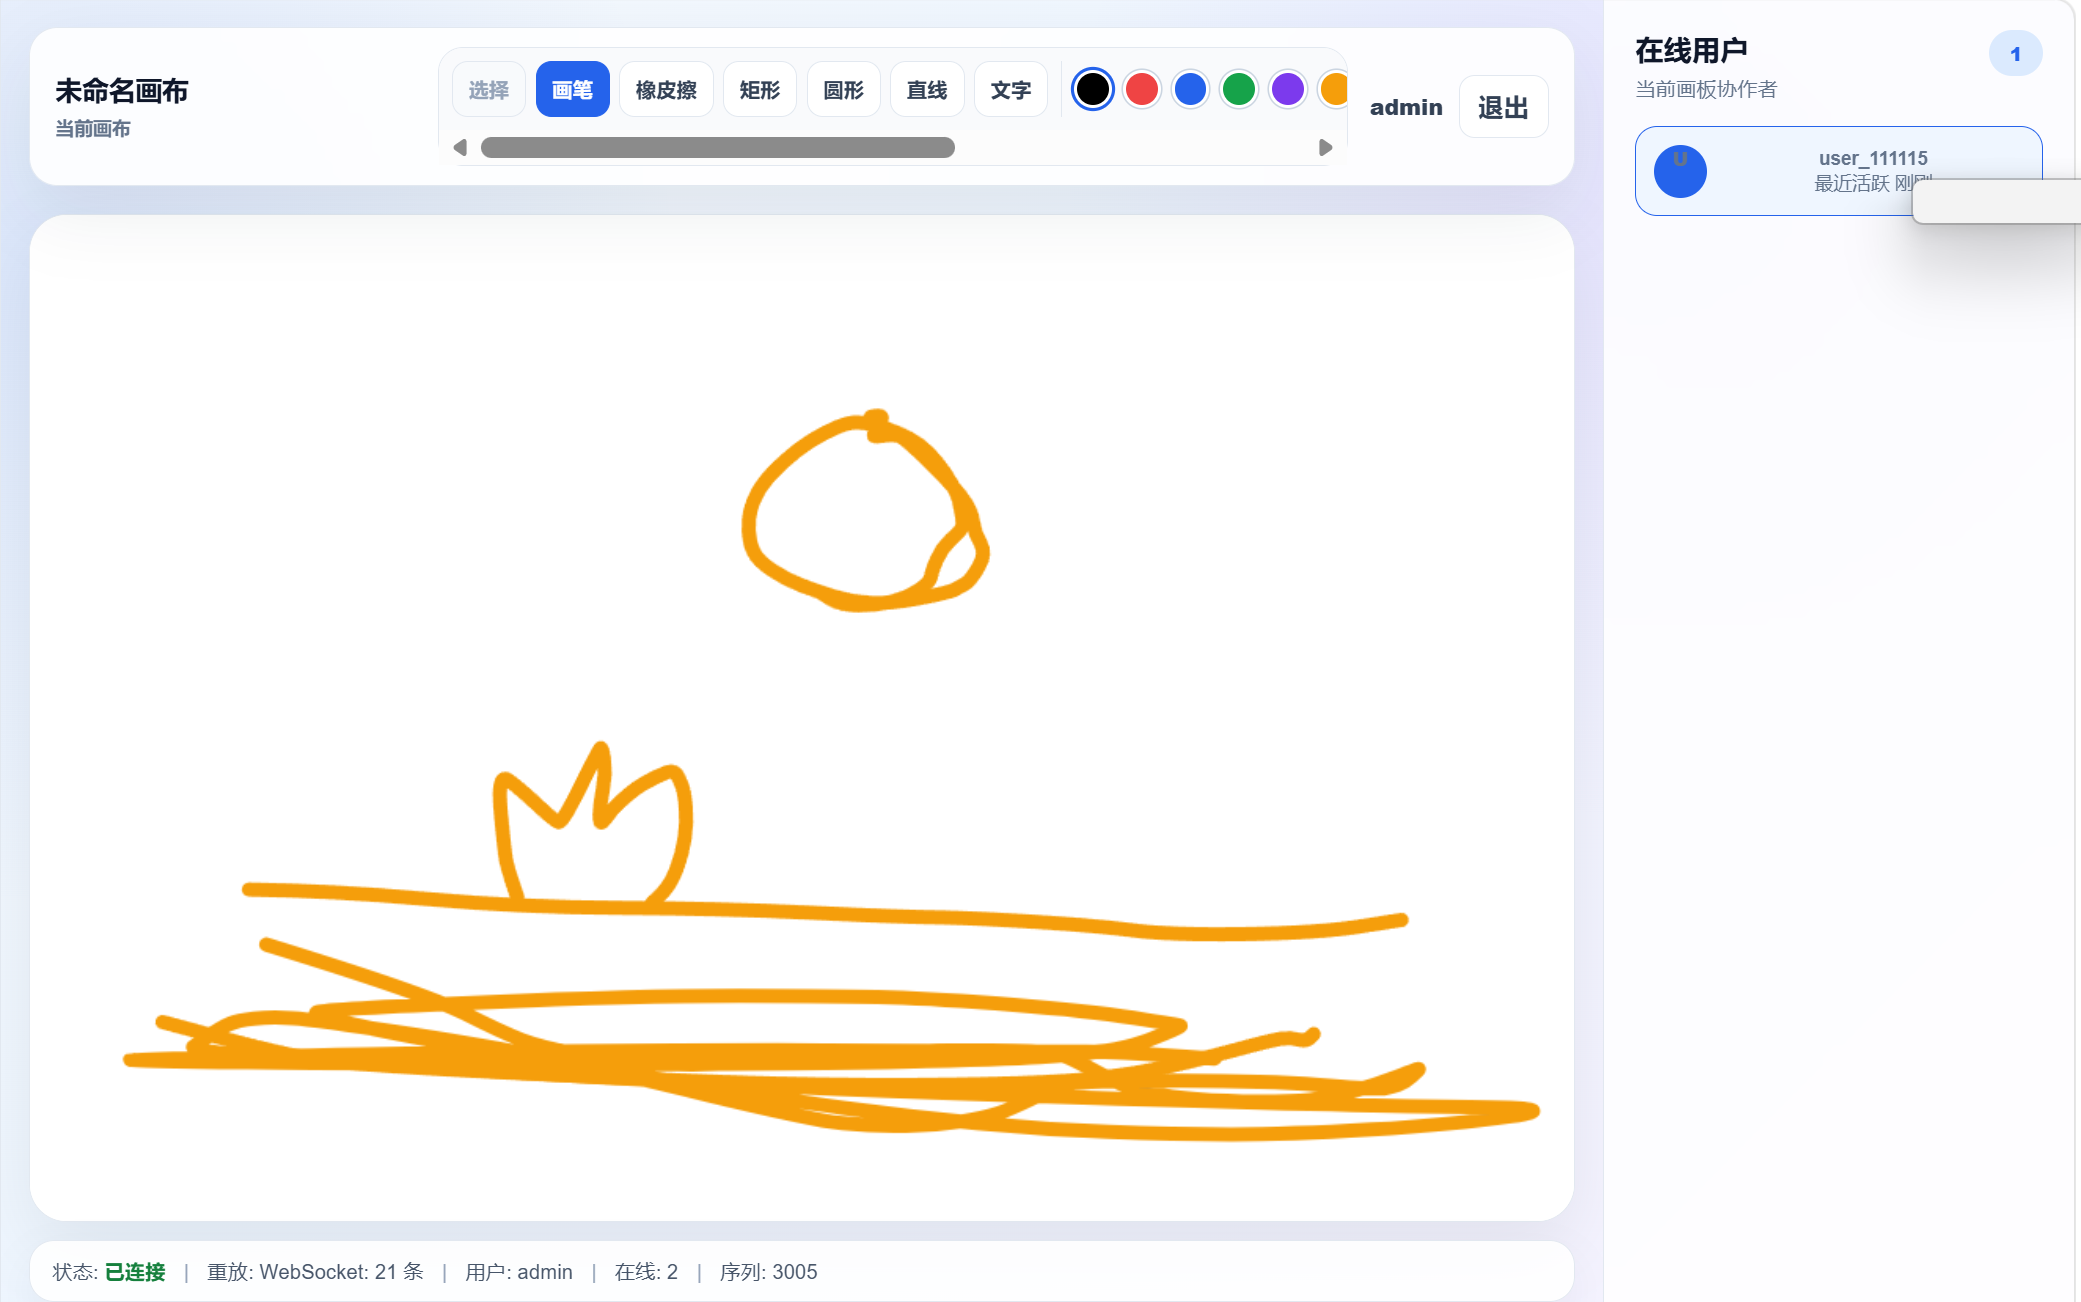 未命名画布
当前画布
选择 画笔 橡皮擦 矩形 圆形 直线 文字
admin 退出
在线用户
1
当前画板协作者
U
user_111115
最近活跃 刚刚
状态: 已连接 | 重放: WebSocket: 21 条 | 用户: admin | 在线: 2 | 序列: 3005